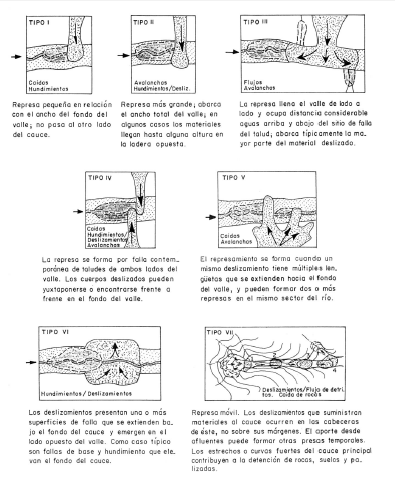 TIPO I
Caídas
Hundimientos
Represa pequeña en relación
con el ancho del fondo del
valle; no pasa al otro lado
del cauce.
TIPO II
Avalanchas
Hundimientos/Desliz.
Represa más grande; abarca
el ancho total del valle; en
algunos casos los materiales
llegan hasta alguna altura en
la ladera opuesta.
TIPO III
Flujos
Avalanchas
La represa llena el valle de lado a
lado y ocupa distancia considerable
aguas arriba y abajo del sitio de falla
del talud; abarca típicamente la ma-
yor parte del material deslizado.
TIPO IV
Caídas
Hundimientos/
Deslizamientos
Avalanchas
La represa se forma por falla contem-
poránea de taludes de ambos lados del
valle. Los cuerpos deslizados pueden
yuxtaponerse o encontrarse frente a
frente en el fondo del valle.
TIPO V
Caídas
Avalanchas
El represamiento se forma cuando un
mismo deslizamiento tiene múltiples len_
güetas que se extienden hacia el fondo
del valle, y pueden formar dos o más
represas en el mismo sector del río.
TIPO VI
Hundimientos/Deslizamientos
Los deslizamientos presentan una o más
superficies de falla que se extienden ba_
jo el fondo del cauce y emergen en el
lado opuesto del valle. Como caso típico
son fallas de base y hundimiento que ele_
van el fondo del cauce.
TIPO VII
Deslizamientos/Flujo de detri_
tos. Caída de rocas
Represa móvil. Los deslizamientos que suministran
materiales al cauce ocurren en las cabeceras
de éste, no sobre sus márgenes. El aporte desde
afluentes puede formar otras presas temporales.
Los estrechos o curvas fuertes del cauce principal
contribuyen a la detención de rocas, suelos y pa_
lizadas.